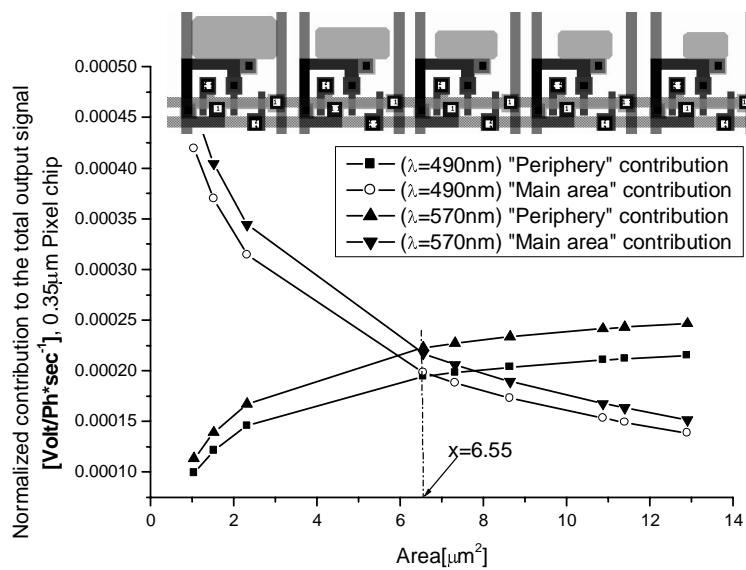 Normalized contribution to the total output signal
[Volt/Ph*sec⁻¹], 0.35μm Pixel chip
0.00050
0.00045
0.00040
0.00035
0.00030
0.00025
0.00020
0.00015
0.00010
(λ=490nm) "Periphery" contribution
(λ=490nm) "Main area" contribution
(λ=570nm) "Periphery" contribution
(λ=570nm) "Main area" contribution
x=6.55
0 2 4 6 8 10 12 14
Area[μm²]